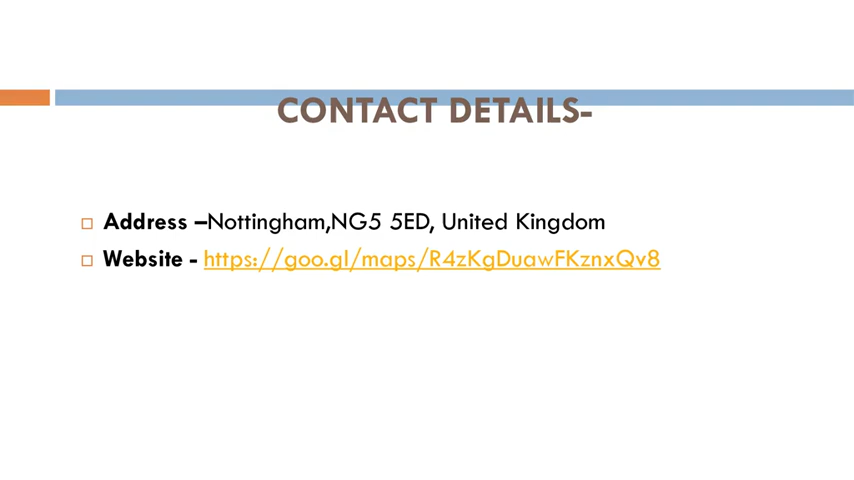 CONTACT DETAILS-
Address –Nottingham,NG5 5ED, United Kingdom
Website - https://goo.gl/maps/R4zKgDuawFKznxQv8